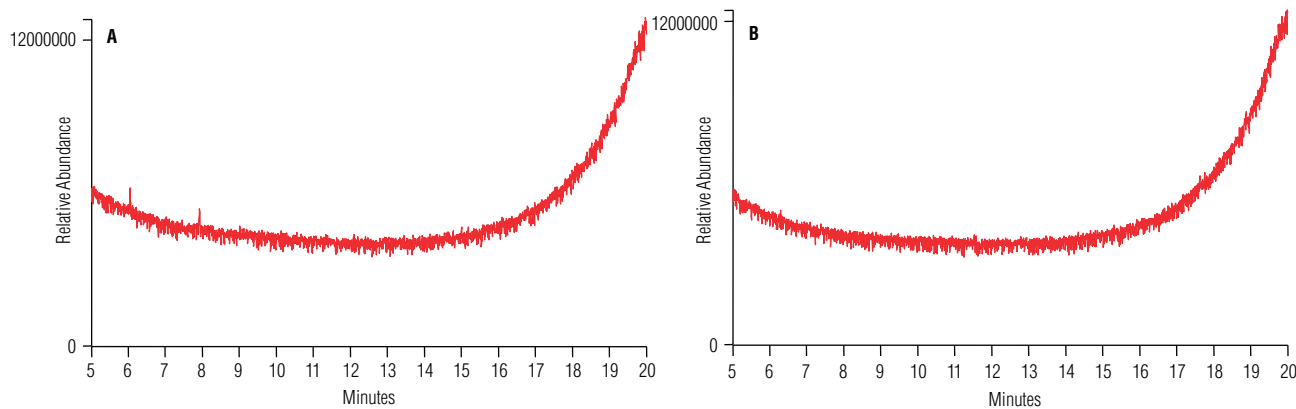 A
12000000
Relative Abundance
0
5 6 7 8 9 10 11 12 13 14 15 16 17 18 19 20
Minutes
B
12000000
Relative Abundance
0
5 6 7 8 9 10 11 12 13 14 15 16 17 18 19 20
Minutes